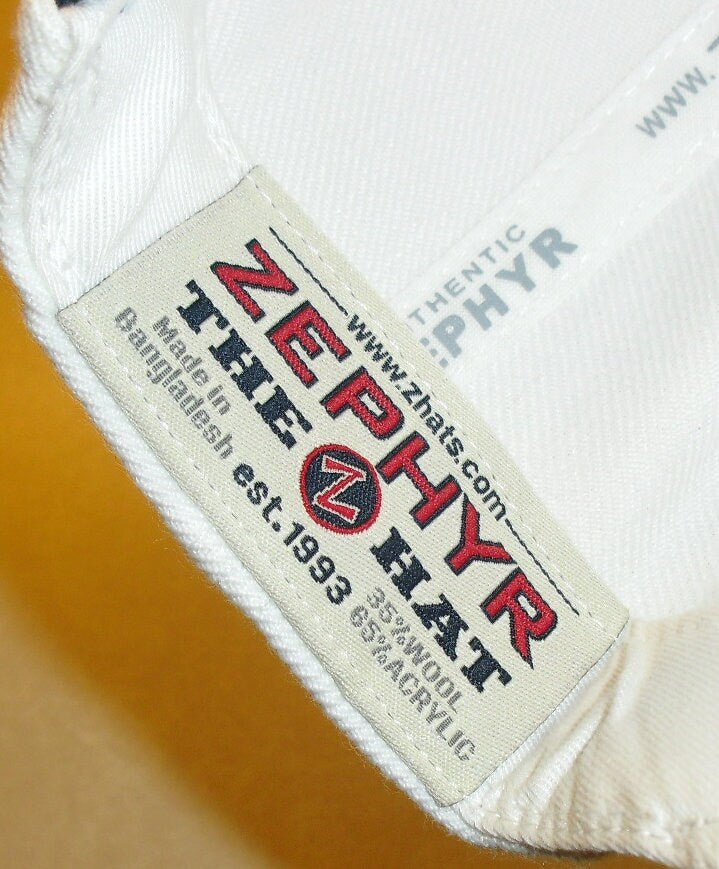 www.zhats.com
ZEPHYR
THE Z HAT
Made in
Bangladesh
est.1993
35%WOOL
65%ACRYLIC
THENTIC
EPHYR
www.